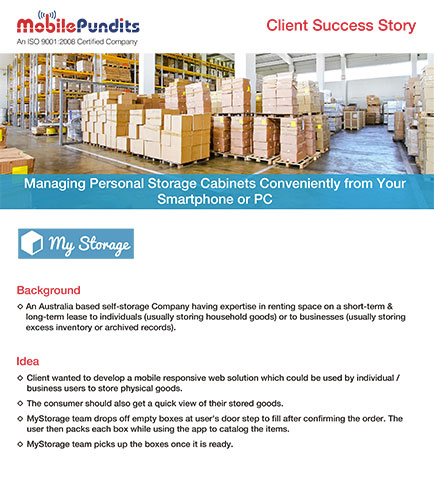 MobilePundits
An ISO 9001:2008 Certified Company
Client Success Story
Managing Personal Storage Cabinets Conveniently from Your
Smartphone or PC
My Storage
Background
◇ An Australia based self-storage Company having expertise in renting space on a short-term &
long-term lease to individuals (usually storing household goods) or to businesses (usually storing
excess inventory or archived records).
Idea
◇ Client wanted to develop a mobile responsive web solution which could be used by individual /
business users to store physical goods.
◇ The consumer should also get a quick view of their stored goods.
◇ MyStorage team drops off empty boxes at user's door step to fill after confirming the order. The
user then packs each box while using the app to catalog the items.
◇ MyStorage team picks up the boxes once it is ready.